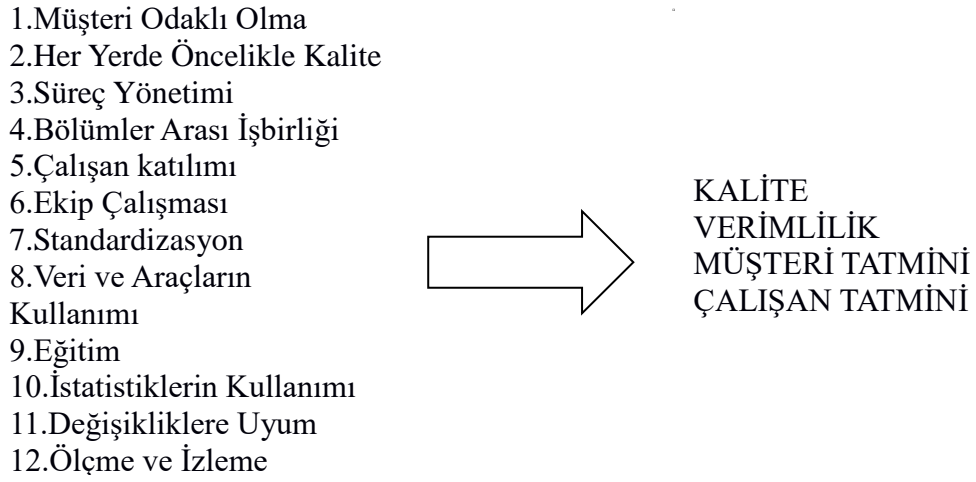 1.Müşteri Odaklı Olma
2.Her Yerde Öncelikle Kalite
3.Süreç Yönetimi
4.Bölümler Arası İşbirliği
5.Çalışan katılımı
6.Ekip Çalışması
7.Standardizasyon
8.Veri ve Araçların
Kullanımı
9.Eğitim
10.İstatistiklerin Kullanımı
11.Değişikliklere Uyum
12.Ölçme ve İzleme
KALİTE
VERİMLİLİK
MÜŞTERİ TATMİNİ
ÇALIŞAN TATMİNİ